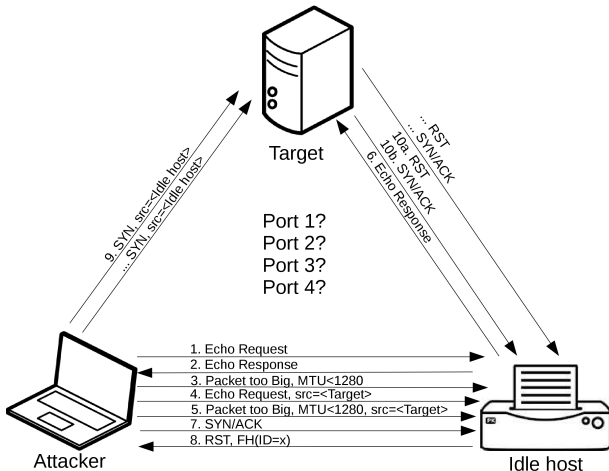 Target
9. SYN, src=<Idle host>
... SYN, src=<Idle host>
... RST
... SYN/ACK
10a. RST
10b. SYN/ACK
6. Echo Response
Port 1?
Port 2?
Port 3?
Port 4?
1. Echo Request
2. Echo Response
3. Packet too Big, MTU<1280
4. Echo Request, src=<Target>
5. Packet too Big, MTU<1280, src=<Target>
7. SYN/ACK
8. RST, FH(ID=x)
Attacker
Idle host